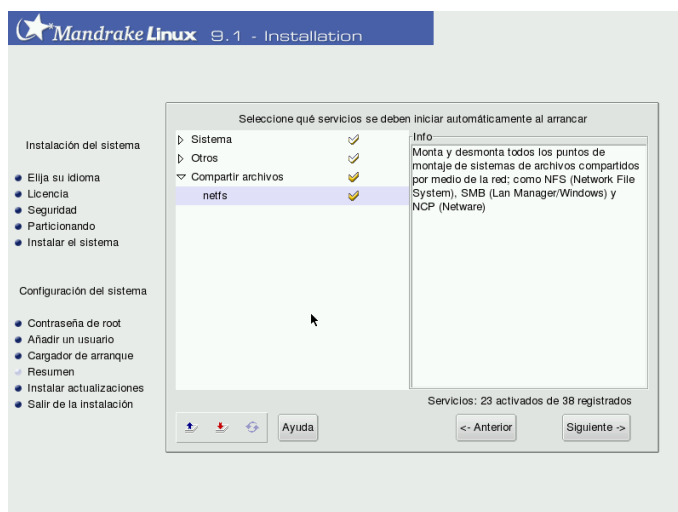 Mandrake Linux 9.1 - Installation
Instalación del sistema
Elija su idioma
Licencia
Seguridad
Particionando
Instalar el sistema
Configuración del sistema
Contraseña de root
Añadir un usuario
Cargador de arranque
Resumen
Instalar actualizaciones
Salir de la instalación
Seleccione qué servicios se deben iniciar automáticamente al arrancar
Sistema
Otros
Compartir archivos
netfs
Info
Monta y desmonta todos los puntos de
montaje de sistemas de archivos compartidos
por medio de la red; como NFS (Network File
System), SMB (Lan Manager/Windows) y
NCP (Netware)
Servicios: 23 activados de 38 registrados
Ayuda
<- Anterior
Siguiente ->